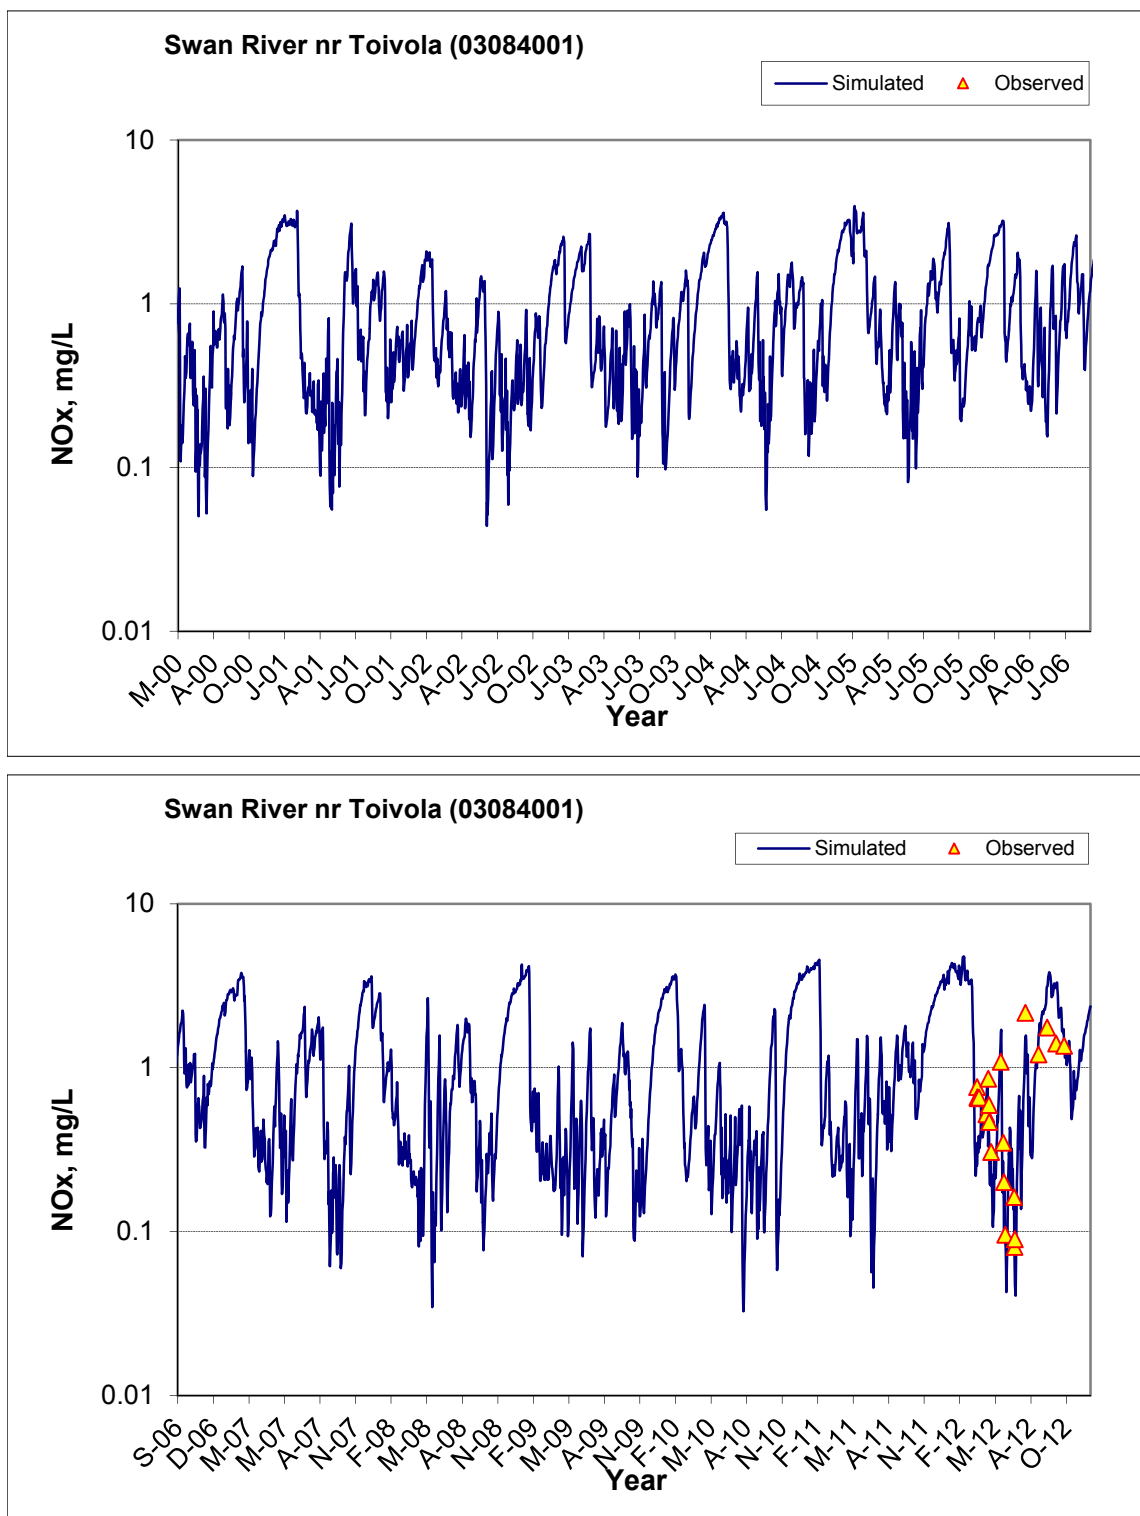 Swan River nr Toivola (03084001)
Simulated Observed
10
1
0.1
0.01
NOx, mg/L
M-00 A-00 O-00 J-01 A-01 J-01 O-01 J-02 A-02 J-02 O-02 J-03 A-03 J-03 O-03 J-04 A-04 J-04 O-04 J-05 A-05 J-05 O-05 J-06 A-06 J-06
Year
Swan River nr Toivola (03084001)
Simulated Observed
10
1
0.1
0.01
NOx, mg/L
S-06 D-06 M-07 M-07 A-07 N-07 F-08 M-08 A-08 N-08 F-09 M-09 A-09 N-09 F-10 M-10 A-10 N-10 F-11 M-11 A-11 N-11 F-12 M-12 A-12 O-12
Year